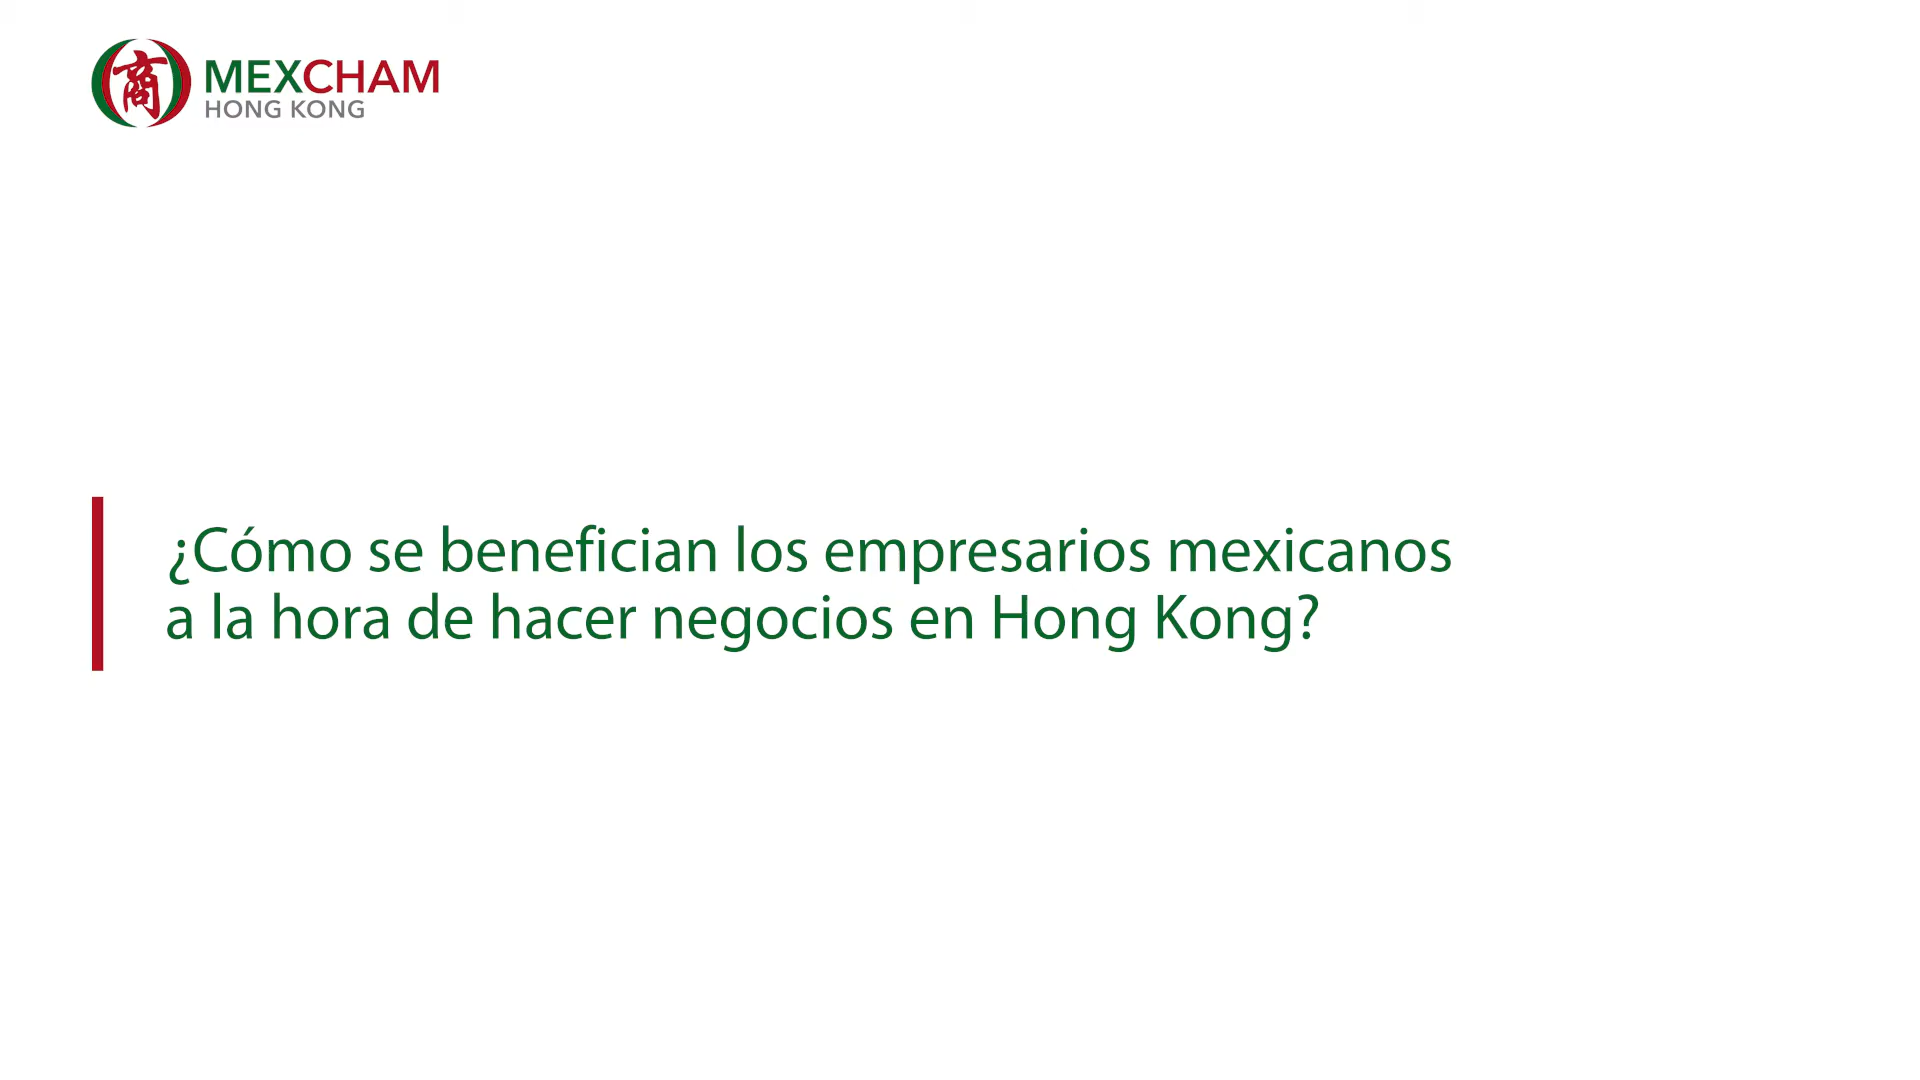 商
MEXCHAM
HONG KONG
¿Cómo se benefician los empresarios mexicanos
a la hora de hacer negocios en Hong Kong?